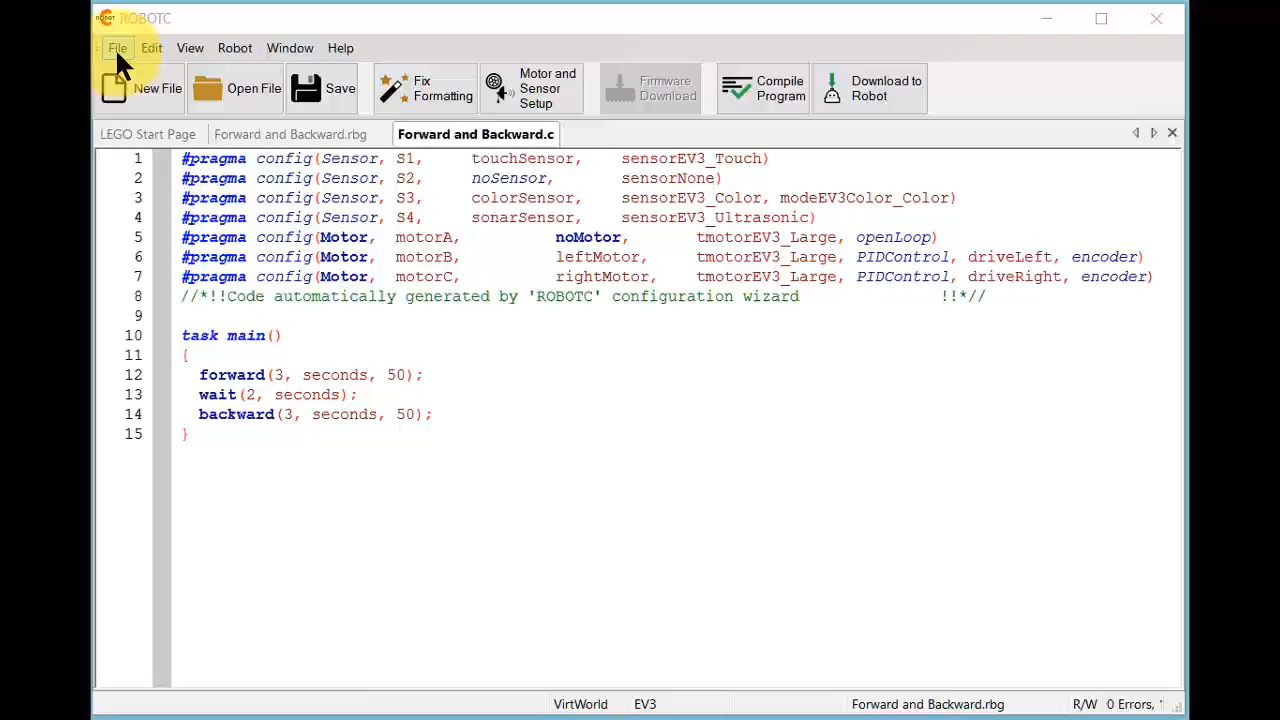 ROBOTC
File Edit View Robot Window Help
New File Open File Save Fix Formatting Motor and Sensor Setup Firmware Download Compile Program Download to Robot
LEGO Start Page Forward and Backward.rbg Forward and Backward.c
1 #pragma config(Sensor, S1, touchSensor, sensorEV3_Touch)
2 #pragma config(Sensor, S2, noSensor, sensorNone)
3 #pragma config(Sensor, S3, colorSensor, sensorEV3_Color, modeEV3Color_Color)
4 #pragma config(Sensor, S4, sonarSensor, sensorEV3_Ultrasonic)
5 #pragma config(Motor, motorA, noMotor, tmotorEV3_Large, openLoop)
6 #pragma config(Motor, motorB, leftMotor, tmotorEV3_Large, PIDControl, driveLeft, encoder)
7 #pragma config(Motor, motorC, rightMotor, tmotorEV3_Large, PIDControl, driveRight, encoder)
8 //*!!Code automatically generated by 'ROBOTC' configuration wizard !!*//
9
10 task main()
11 {
12 forward(3, seconds, 50);
13 wait(2, seconds);
14 backward(3, seconds, 50);
15 }
VirtWorld EV3 Forward and Backward.rbg R/W 0 Errors,